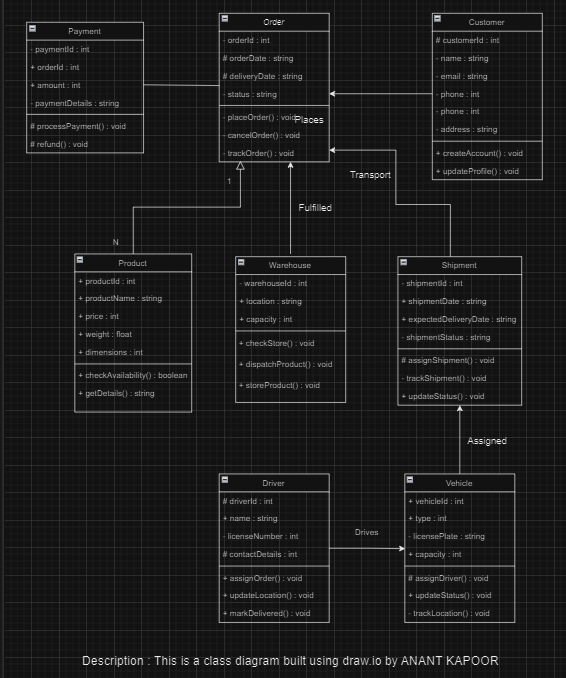 Payment
- paymentId : int
+ orderId : int
+ amount : int
- paymentDetails : string
# processPayment() : void
# refund() : void
Order
- orderId : int
# orderDate : string
# deliveryDate : string
- status : string
- placeOrder() : void
- cancelOrder() : void
- trackOrder() : void
Places
Customer
# customerId : int
- name : string
- email : string
- phone : int
- phone : int
- address : string
+ createAccount() : void
+ updateProfile() : void
Transport
1
Fulfilled
N
Product
+ productId : int
+ productName : string
+ price : int
+ weight : float
+ dimensions : int
+ checkAvailability() : boolean
+ getDetails() : string
Warehouse
- warehouseId : int
+ location : string
+ capacity : int
+ checkStore() : void
+ dispatchProduct() : void
+ storeProduct() : void
Shipment
- shipmentId : int
+ shipmentDate : string
+ expectedDeliveryDate : string
- shipmentStatus : string
# assignShipment() : void
- trackShipment() : void
+ updateStatus() : void
Assigned
Driver
# driverId : int
+ name : string
- licenseNumber : int
# contactDetails : int
+ assignOrder() : void
+ updateLocation() : void
+ markDelivered() : void
Drives
Vehicle
+ vehicleId : int
+ type : int
- licensePlate : string
+ capacity : int
# assignDriver() : void
+ updateStatus() : void
- trackLocation() : void
Description : This is a class diagram built using draw.io by ANANT KAPOOR